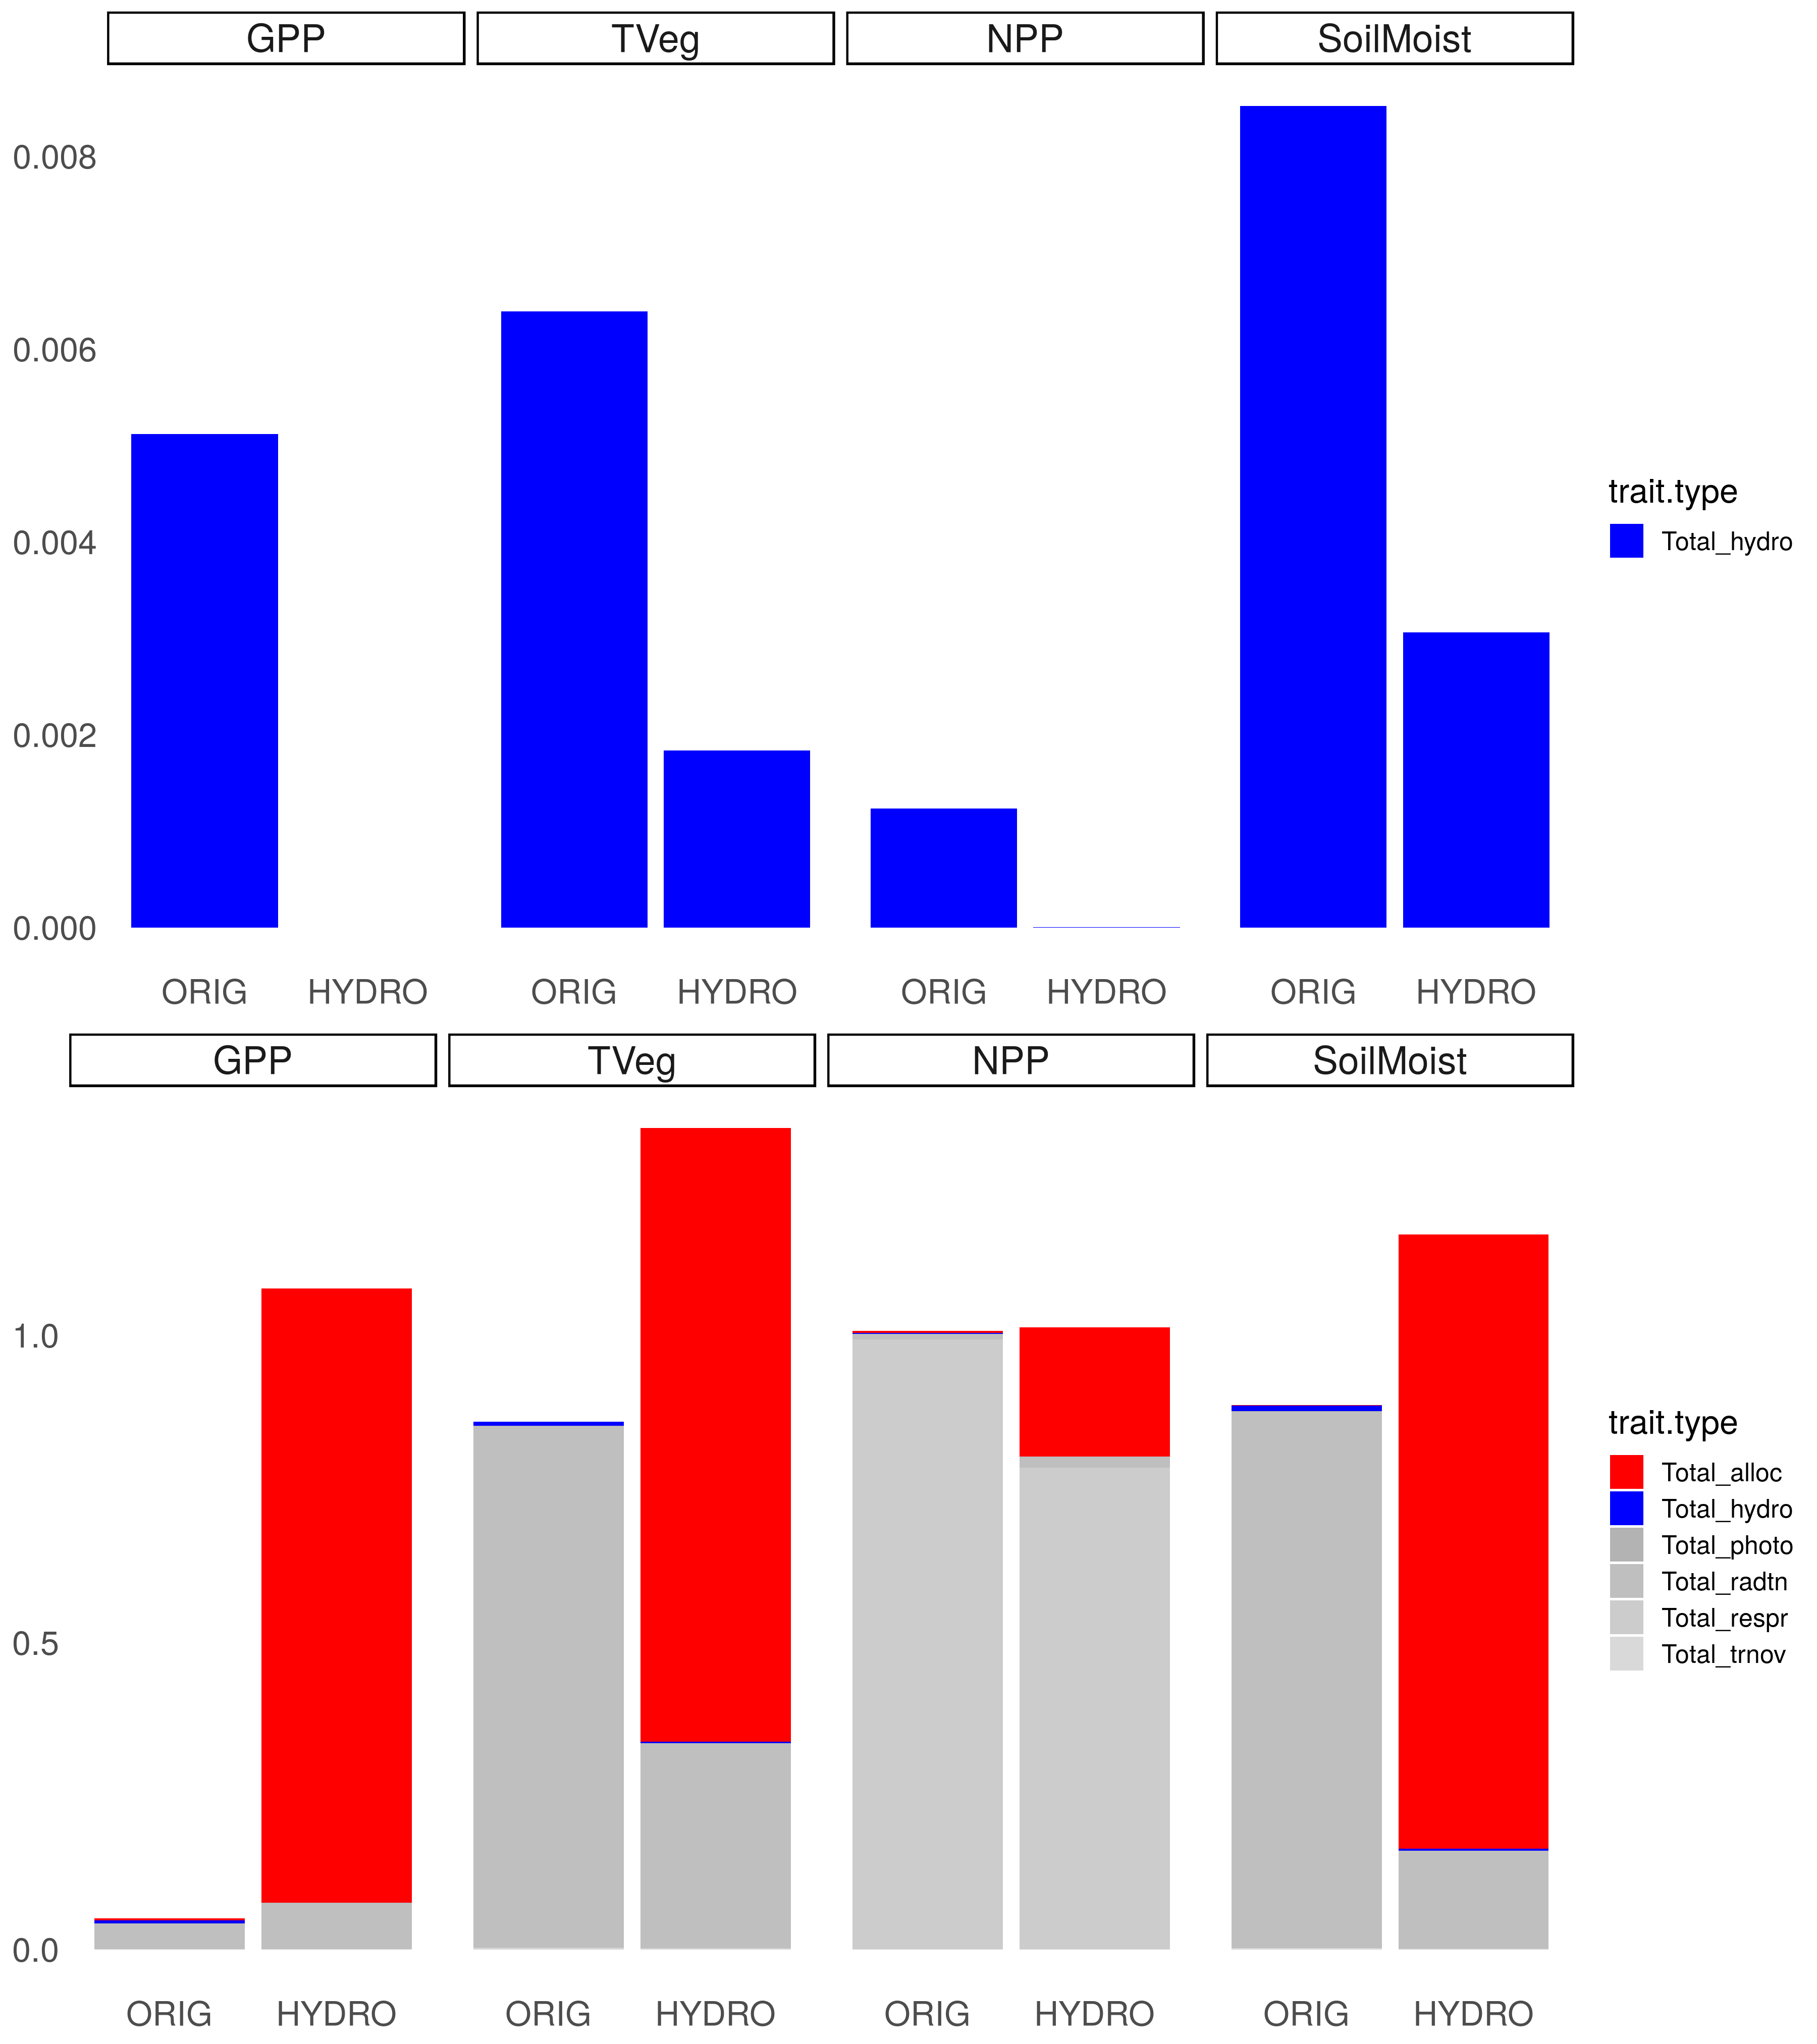 GPP TVeg NPP SoilMoist
0.008
0.006
0.004
0.002
0.000
ORIG HYDRO ORIG HYDRO ORIG HYDRO ORIG HYDRO
trait.type
Total_hydro
GPP TVeg NPP SoilMoist
1.0
0.5
0.0
ORIG HYDRO ORIG HYDRO ORIG HYDRO ORIG HYDRO
trait.type
Total_alloc
Total_hydro
Total_photo
Total_radtn
Total_respr
Total_trnov